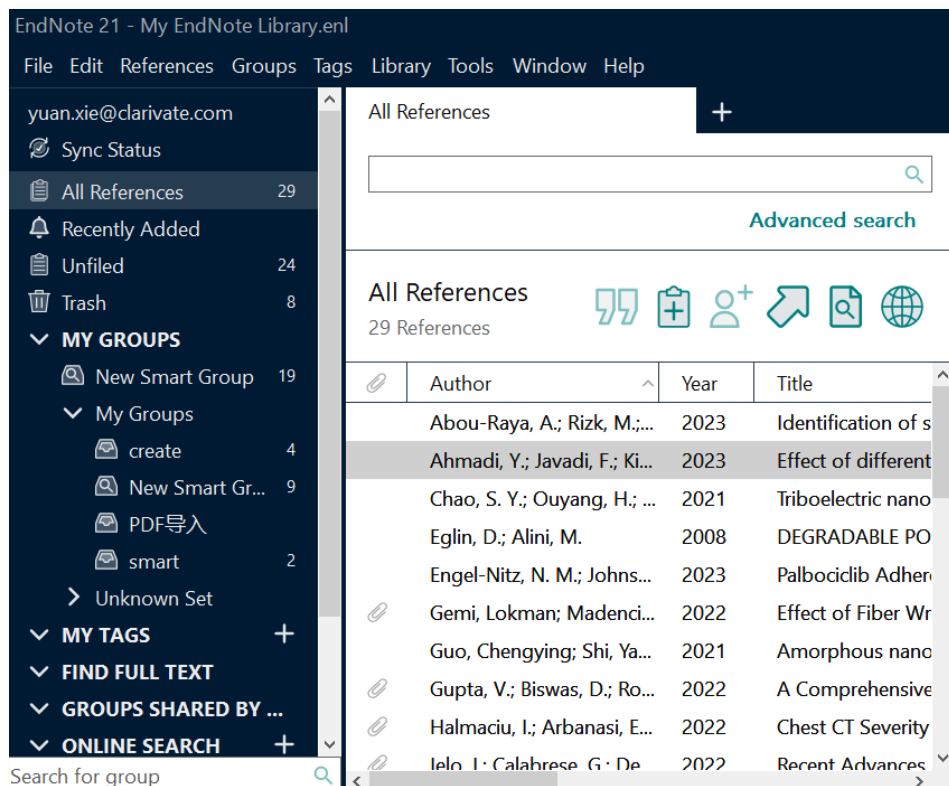 EndNote 21 - My EndNote Library.enl
File Edit References Groups Tags Library Tools Window Help
yuan.xie@clarivate.com
Sync Status
All References 29
Recently Added
Unfiled 24
Trash 8
MY GROUPS
New Smart Group 19
My Groups
create 4
New Smart Gr... 9
PDF导入
smart 2
Unknown Set
MY TAGS +
FIND FULL TEXT
GROUPS SHARED BY ...
ONLINE SEARCH +
Search for group
All References +
Advanced search
All References
29 References
Author Year Title
Abou-Raya, A.; Rizk, M.;... 2023 Identification of s
Ahmadi, Y.; Javadi, F.; Ki... 2023 Effect of different
Chao, S. Y.; Ouyang, H.; ... 2021 Triboelectric nano
Eglin, D.; Alini, M. 2008 DEGRADABLE PO
Engel-Nitz, N. M.; Johns... 2023 Palbociclib Adher
Gemi, Lokman; Madenci... 2022 Effect of Fiber Wr
Guo, Chengying; Shi, Ya... 2021 Amorphous nano
Gupta, V.; Biswas, D.; Ro... 2022 A Comprehensive
Halmaciu, I.; Arbanasi, E... 2022 Chest CT Severity
Ielo, I.; Calabrese, G.; De 2022 Recent Advances